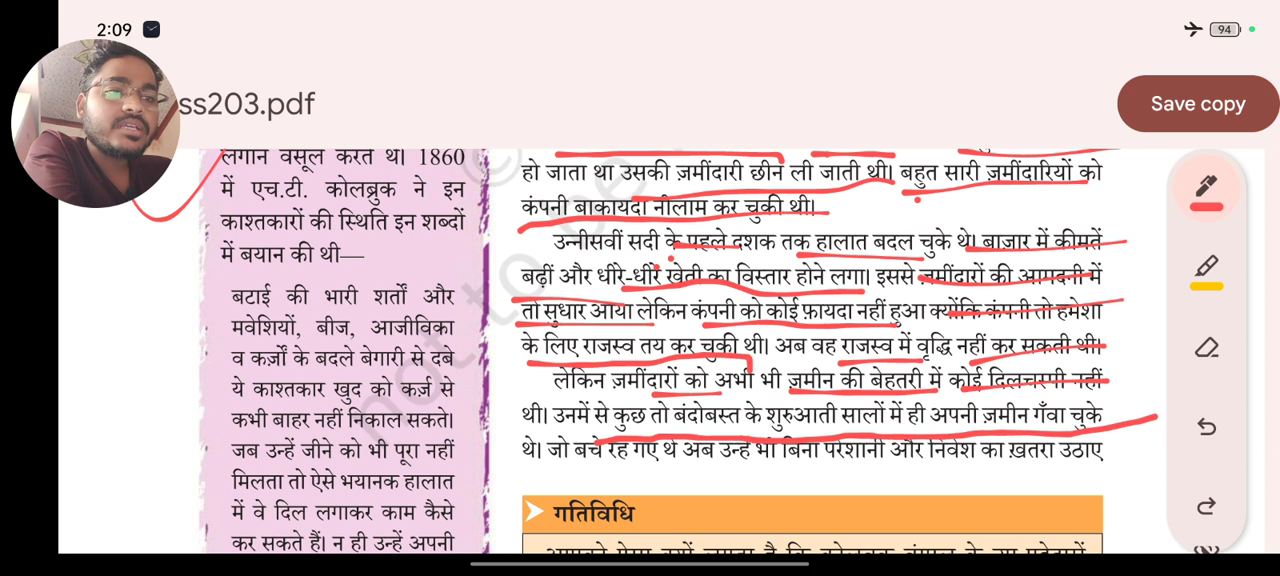 2:09
94
ss203.pdf
Save copy
लगान वसूल करते थे। 1860
में एच.टी. कोलब्रुक ने इन
काश्तकारों की स्थिति इन शब्दों
में बयान की थी—
बटाई की भारी शर्तों और
मवेशियों, बीज, आजीविका
व कर्ज़ों के बदले बेगारी से दबे
ये काश्तकार खुद को कर्ज़ से
कभी बाहर नहीं निकाल सकते।
जब उन्हें जीने को भी पूरा नहीं
मिलता तो ऐसे भयानक हालात
में वे दिल लगाकर काम कैसे
कर सकते हैं। न ही उन्हें अपनी
हो जाता था उसकी ज़मींदारी छीन ली जाती थी। बहुत सारी ज़मींदारियों को
कंपनी बाकायदा नीलाम कर चुकी थी।
उन्नीसवीं सदी के पहले दशक तक हालात बदल चुके थे। बाजार में कीमतें
बढ़ीं और धीरे-धीरे खेती का विस्तार होने लगा। इससे ज़मींदारों की आमदनी में
तो सुधार आया लेकिन कंपनी को कोई फ़ायदा नहीं हुआ क्योंकि कंपनी तो हमेशा
के लिए राजस्व तय कर चुकी थी। अब वह राजस्व में वृद्धि नहीं कर सकती थी।
लेकिन ज़मींदारों को अभी भी ज़मीन की बेहतरी में कोई दिलचस्पी नहीं
थी। उनमें से कुछ तो बंदोबस्त के शुरुआती सालों में ही अपनी ज़मीन गँवा चुके
थे। जो बचे रह गए थे अब उन्हें भी बिना परेशानी और निवेश का ख़तरा उठाए
गतिविधि